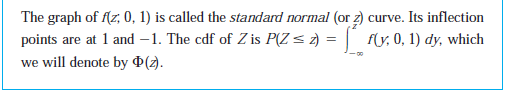 The graph of f(z; 0, 1) is called the standard normal (or z) curve. Its inflection
points are at 1 and −1. The cdf of Z is P(Z ≤ z) = ∫_{−∞}^{z} f(y; 0, 1) dy, which
we will denote by Φ(z).